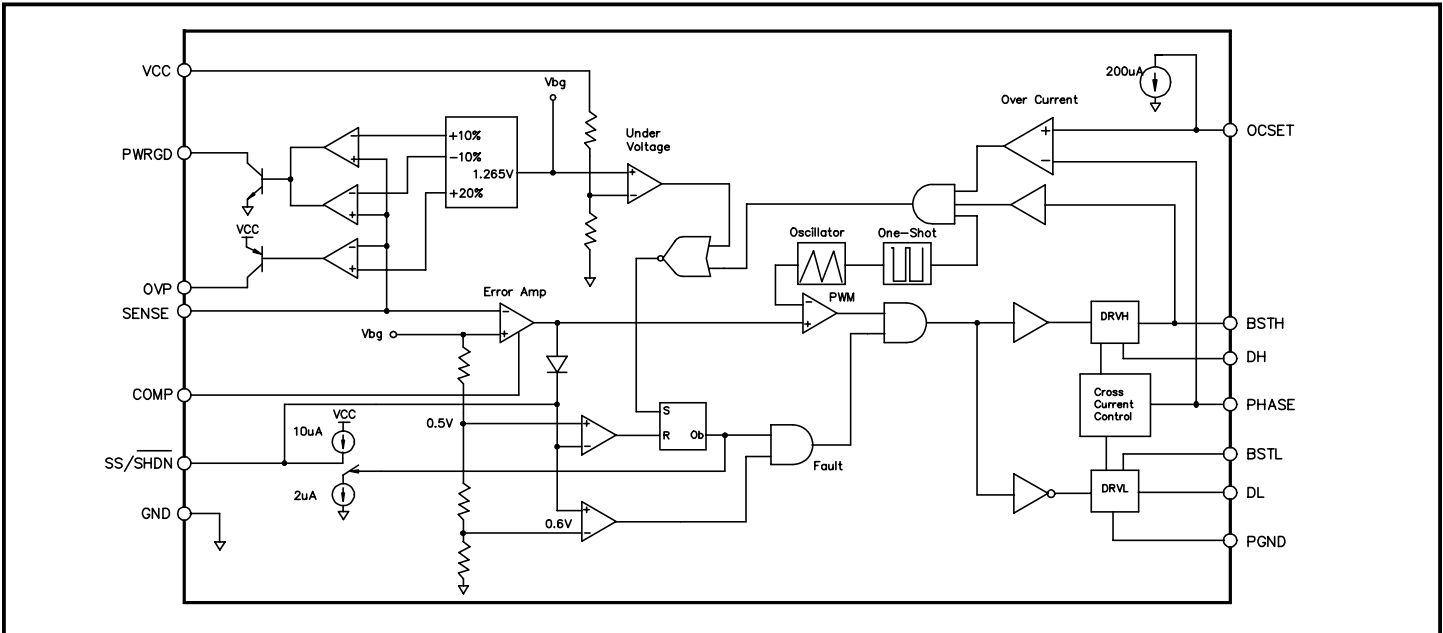 VCC
PWRGD
OVP
SENSE
COMP
SS/SHDN
GND
+10%
-10%
1.265V
+20%
Vbg
VCC
Under
Voltage
+
-
-
+
-
+
-
+
Error Amp
-
+
Vbg
0.5V
0.6V
VCC
10uA
2uA
+
-
+
-
S
R
Qb
Fault
Oscillator
One-Shot
PWM
-
+
Over Current
+
-
200uA
DRVH
Cross
Current
Control
DRVL
OCSET
BSTH
DH
PHASE
BSTL
DL
PGND